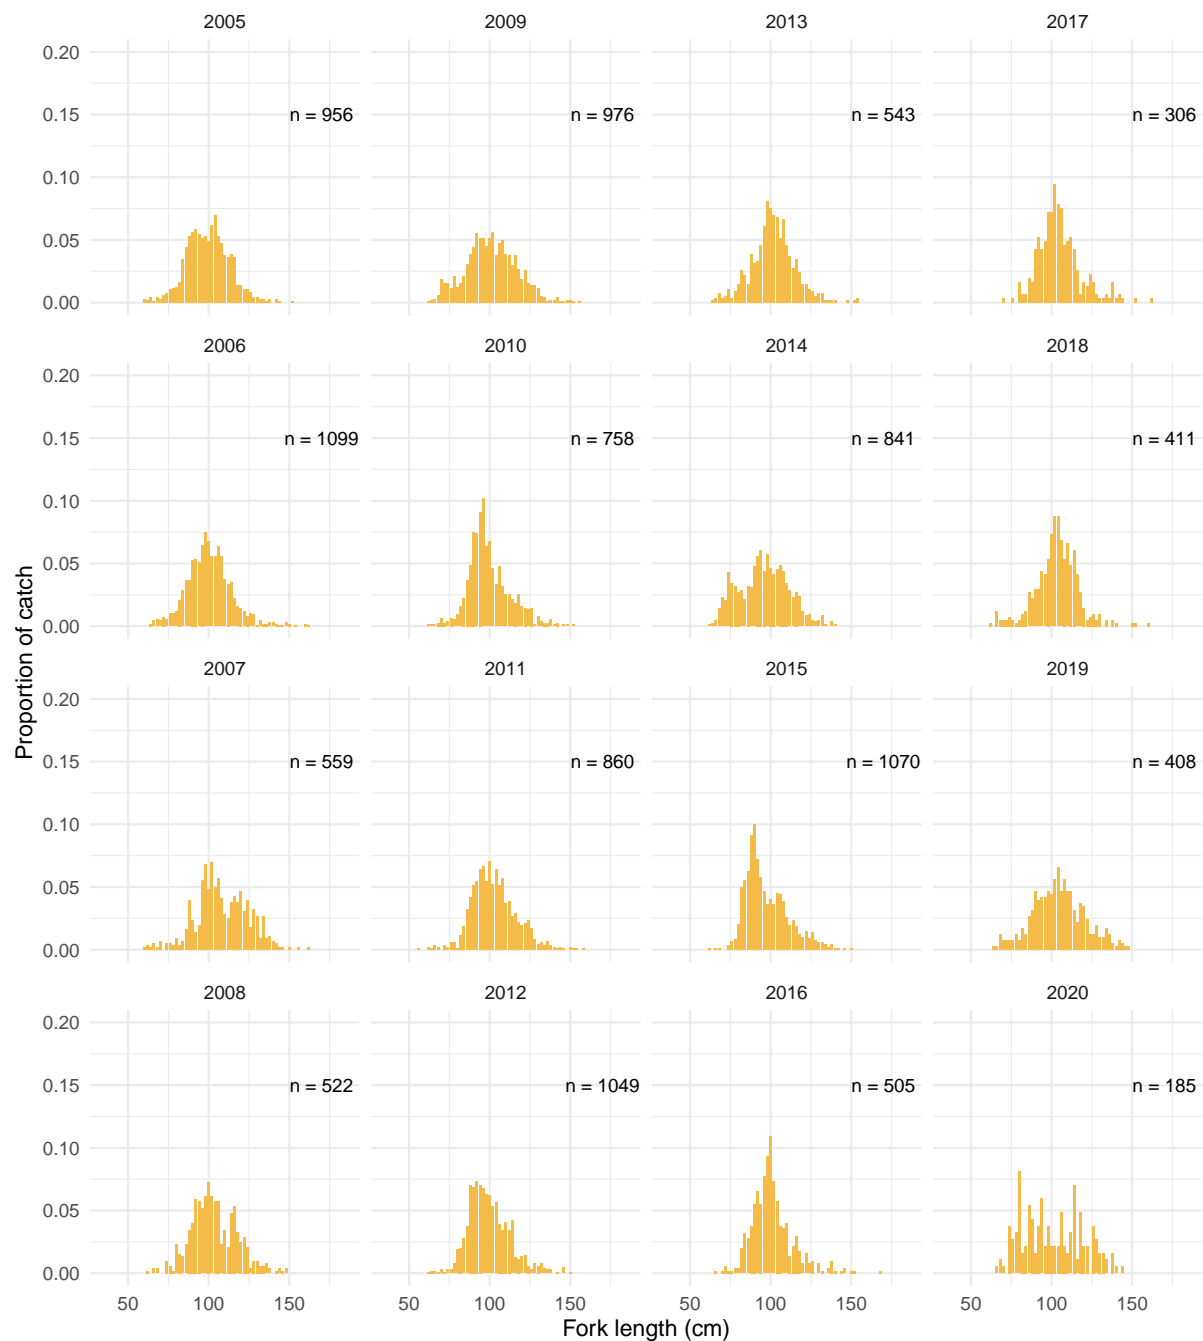 2005
2009
2013
2017
0.20
0.15
0.10
0.05
0.00
n = 956
n = 976
n = 543
n = 306
2006
2010
2014
2018
0.20
0.15
0.10
0.05
0.00
n = 1099
n = 758
n = 841
n = 411
Proportion of catch
2007
2011
2015
2019
0.20
0.15
0.10
0.05
0.00
n = 559
n = 860
n = 1070
n = 408
2008
2012
2016
2020
0.20
0.15
0.10
0.05
0.00
n = 522
n = 1049
n = 505
n = 185
50 100 150
50 100 150
50 100 150
50 100 150
Fork length (cm)